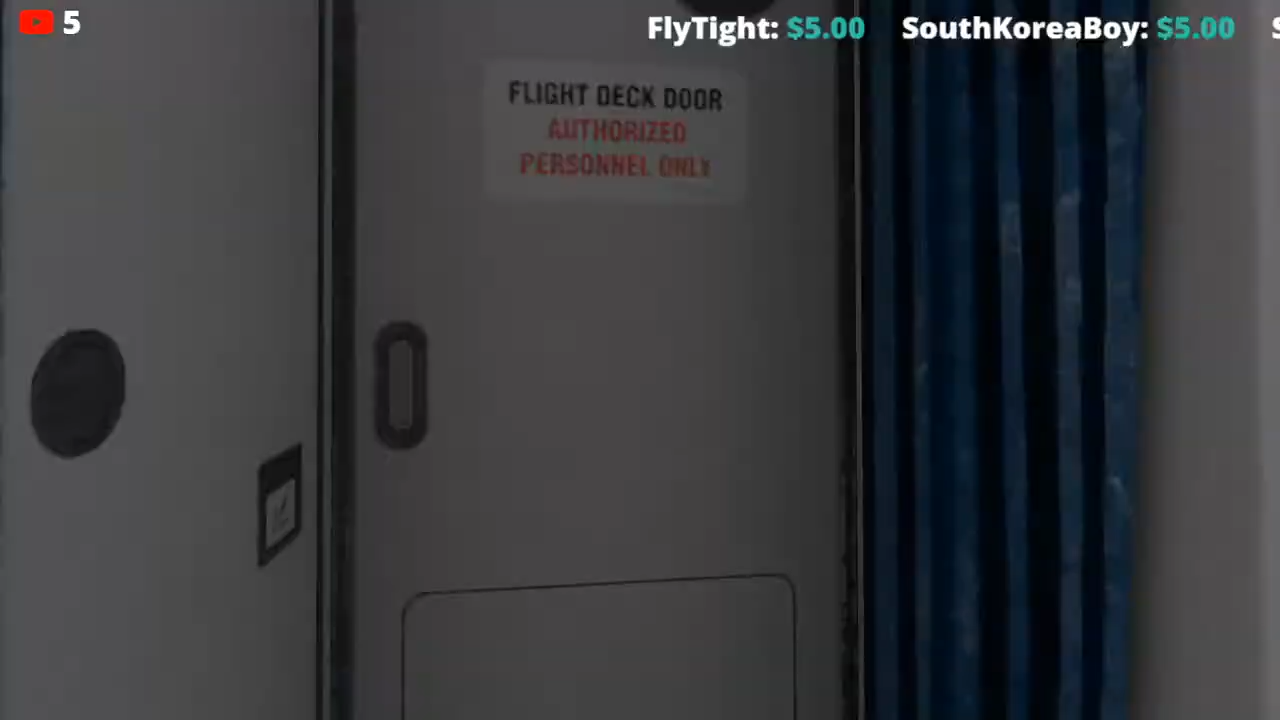 5
FlyTight: $5.00 SouthKoreaBoy: $5.00 S
FLIGHT DECK DOOR
AUTHORIZED
PERSONNEL ONLY